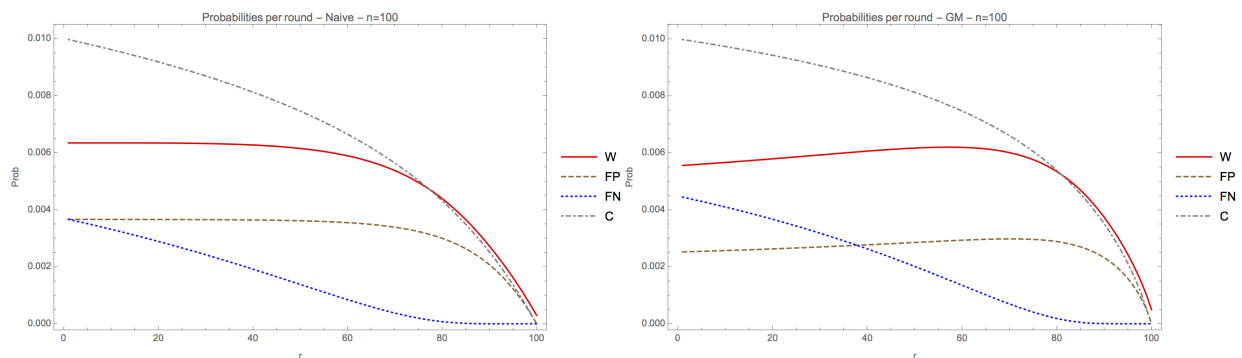 Probabilities per round – Naive – n=100
0.010
0.008
0.006
0.004
0.002
0.000
Prob
0
20
40
60
80
100
r
W
FP
FN
C
Probabilities per round – GM – n=100
0.010
0.008
0.006
0.004
0.002
0.000
Prob
0
20
40
60
80
100
r
W
FP
FN
C